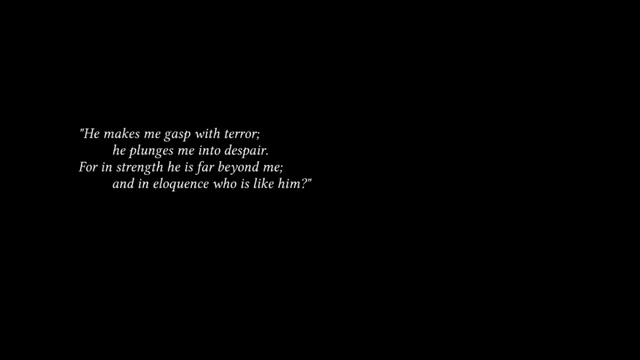 "He makes me gasp with terror;
he plunges me into despair.
For in strength he is far beyond me;
and in eloquence who is like him?"